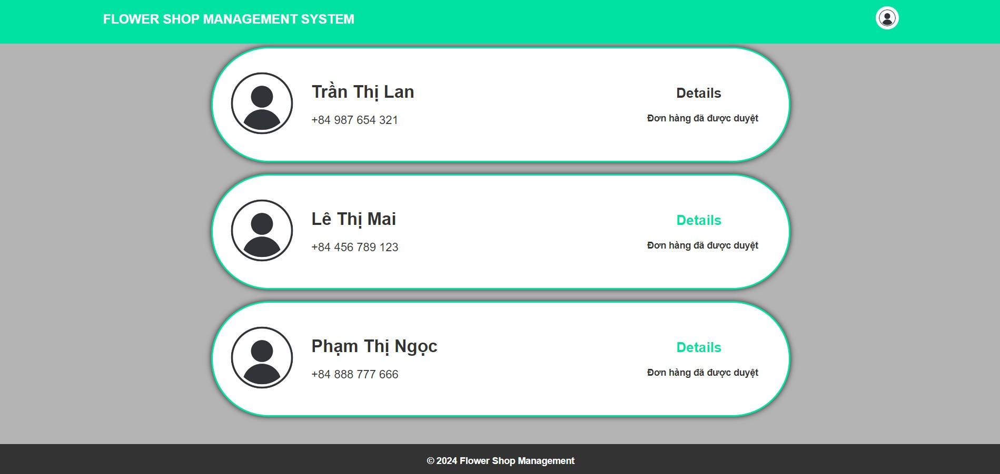 FLOWER SHOP MANAGEMENT SYSTEM
Trần Thị Lan
+84 987 654 321
Details
Đơn hàng đã được duyệt
Lê Thị Mai
+84 456 789 123
Details
Đơn hàng đã được duyệt
Phạm Thị Ngọc
+84 888 777 666
Details
Đơn hàng đã được duyệt
© 2024 Flower Shop Management